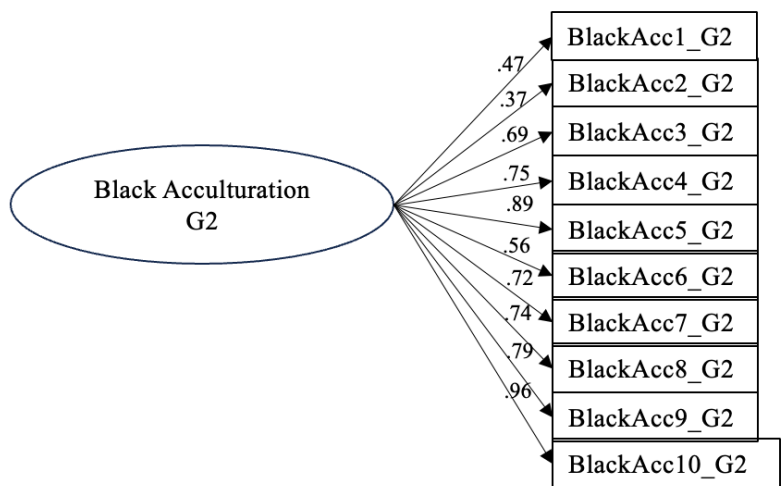 Black Acculturation
G2
.47
.37
.69
.75
.89
.56
.72
.74
.79
.96
BlackAcc1_G2
BlackAcc2_G2
BlackAcc3_G2
BlackAcc4_G2
BlackAcc5_G2
BlackAcc6_G2
BlackAcc7_G2
BlackAcc8_G2
BlackAcc9_G2
BlackAcc10_G2